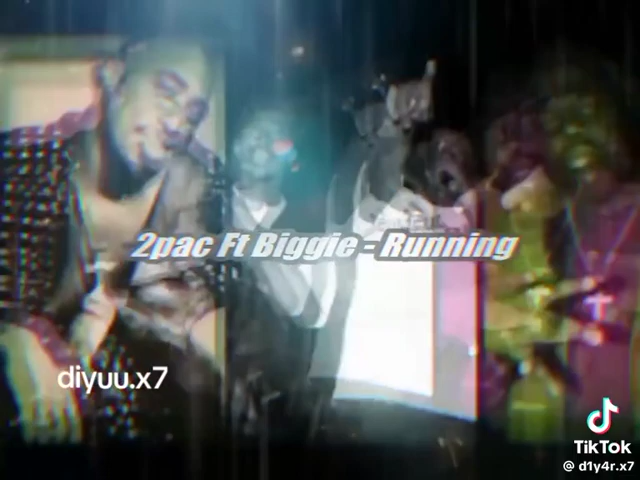 2pac Ft Biggie - Running
diyuu.x7
TikTok
@ d1y4r.x7